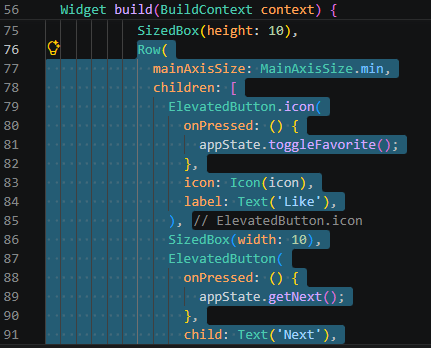 56 Widget build(BuildContext context) {
75 SizedBox(height: 10),
76 Row(
77 mainAxisSize: MainAxisSize.min,
78 children: [
79 ElevatedButton.icon(
80 onPressed: () {
81 appState.toggleFavorite();
82 },
83 icon: Icon(icon),
84 label: Text('Like'),
85 ), // ElevatedButton.icon
86 SizedBox(width: 10),
87 ElevatedButton(
88 onPressed: () {
89 appState.getNext();
90 },
91 child: Text('Next'),